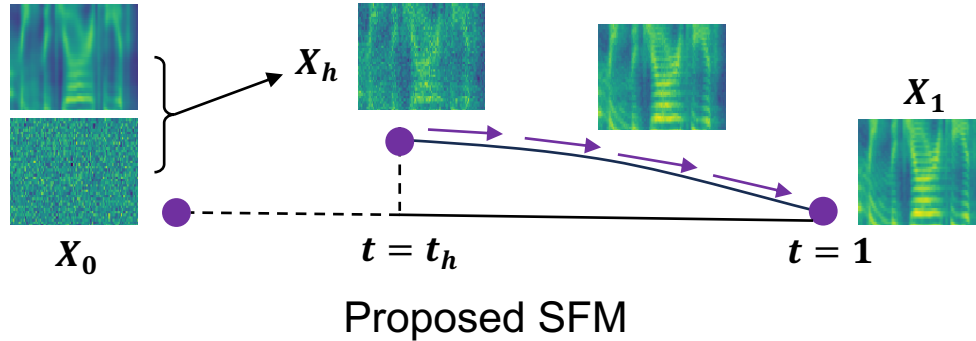 X_h
X_1
X_0
t = t_h
t = 1
Proposed SFM